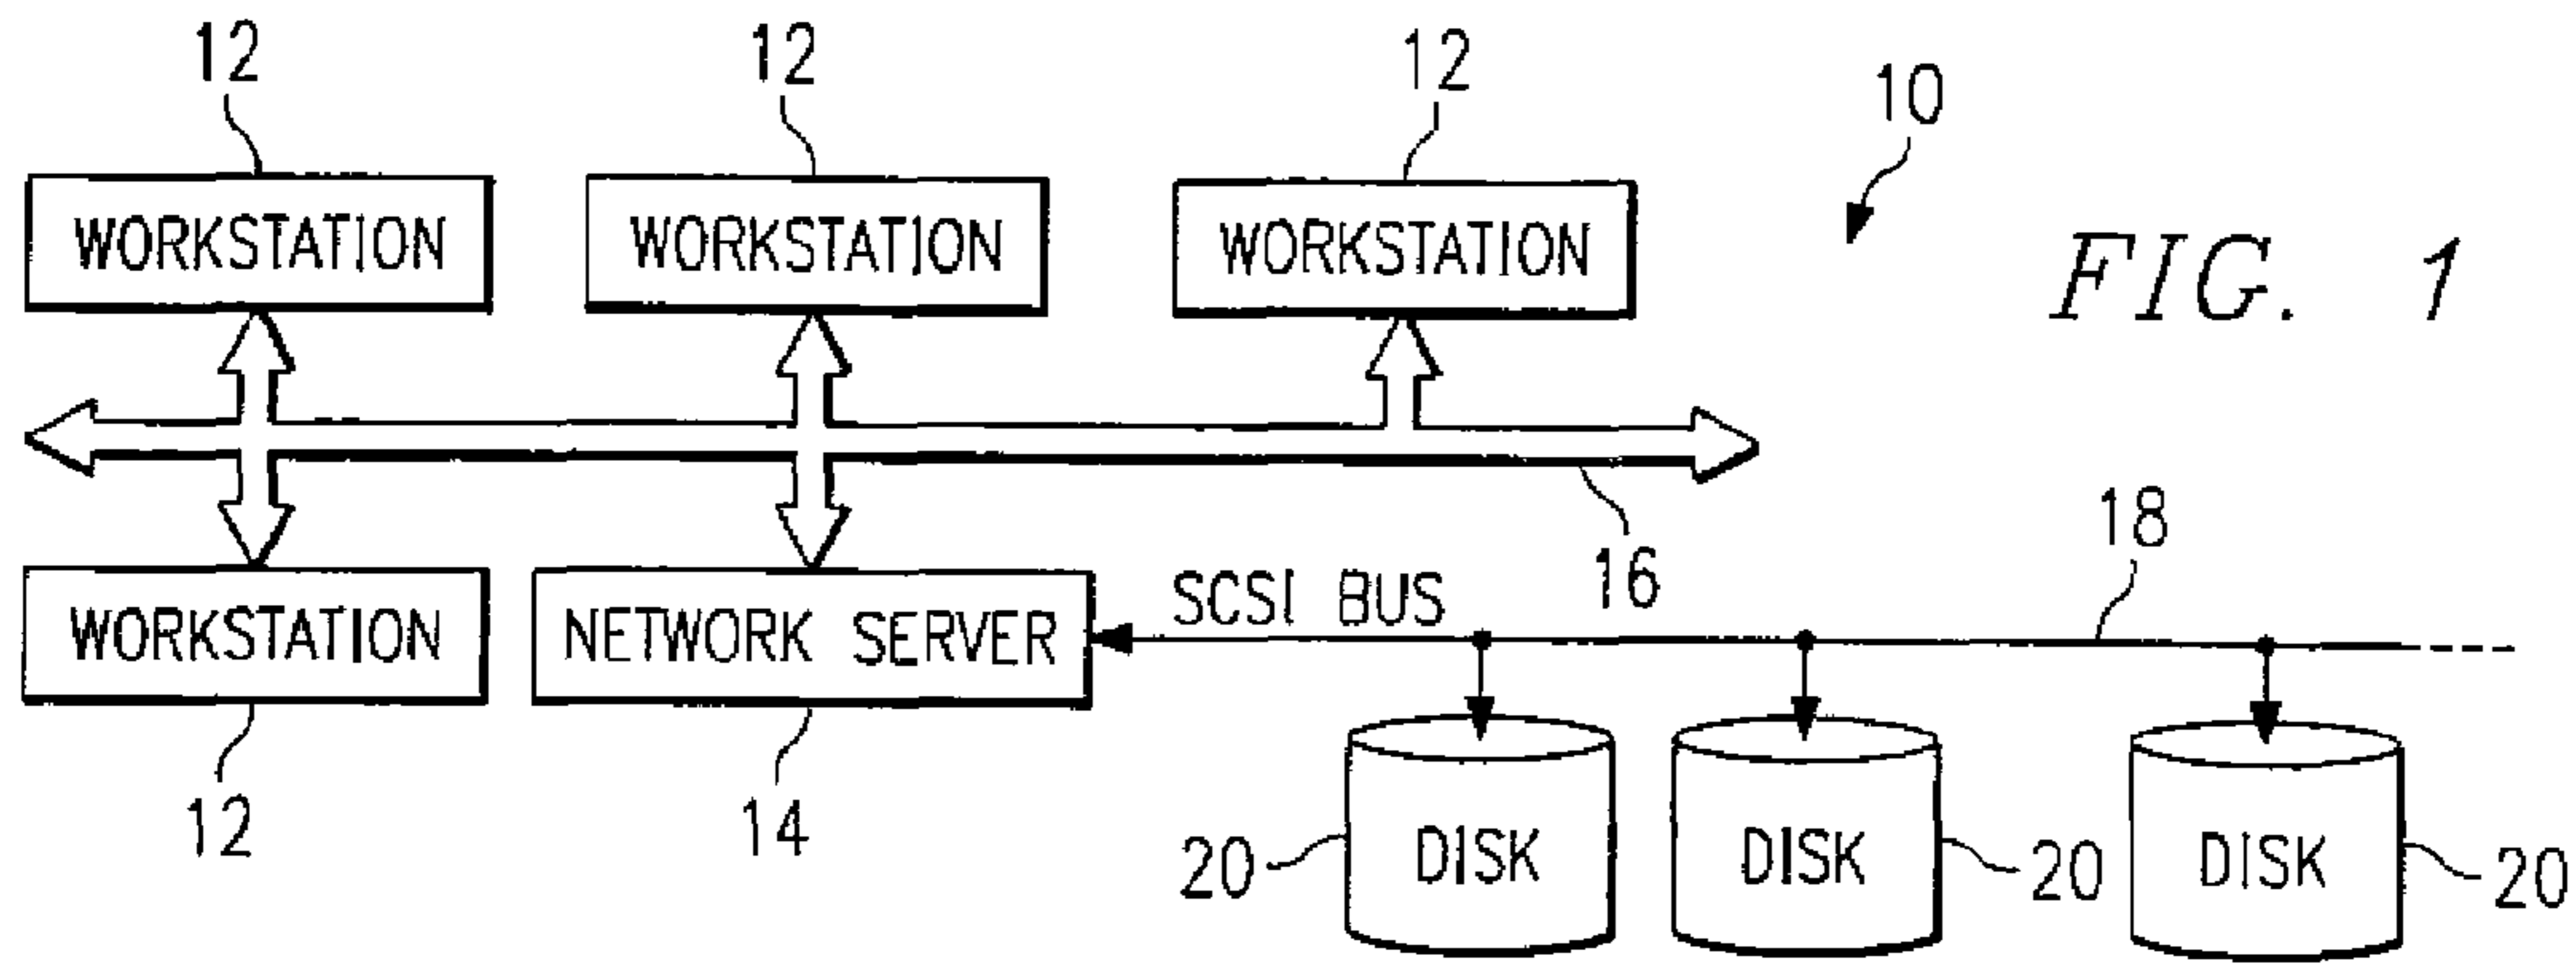 12 12 12 10
WORKSTATION WORKSTATION WORKSTATION
FIG. 1
16 18
SCSI BUS
WORKSTATION NETWORK SERVER
12 14
20 DISK DISK 20 DISK 20